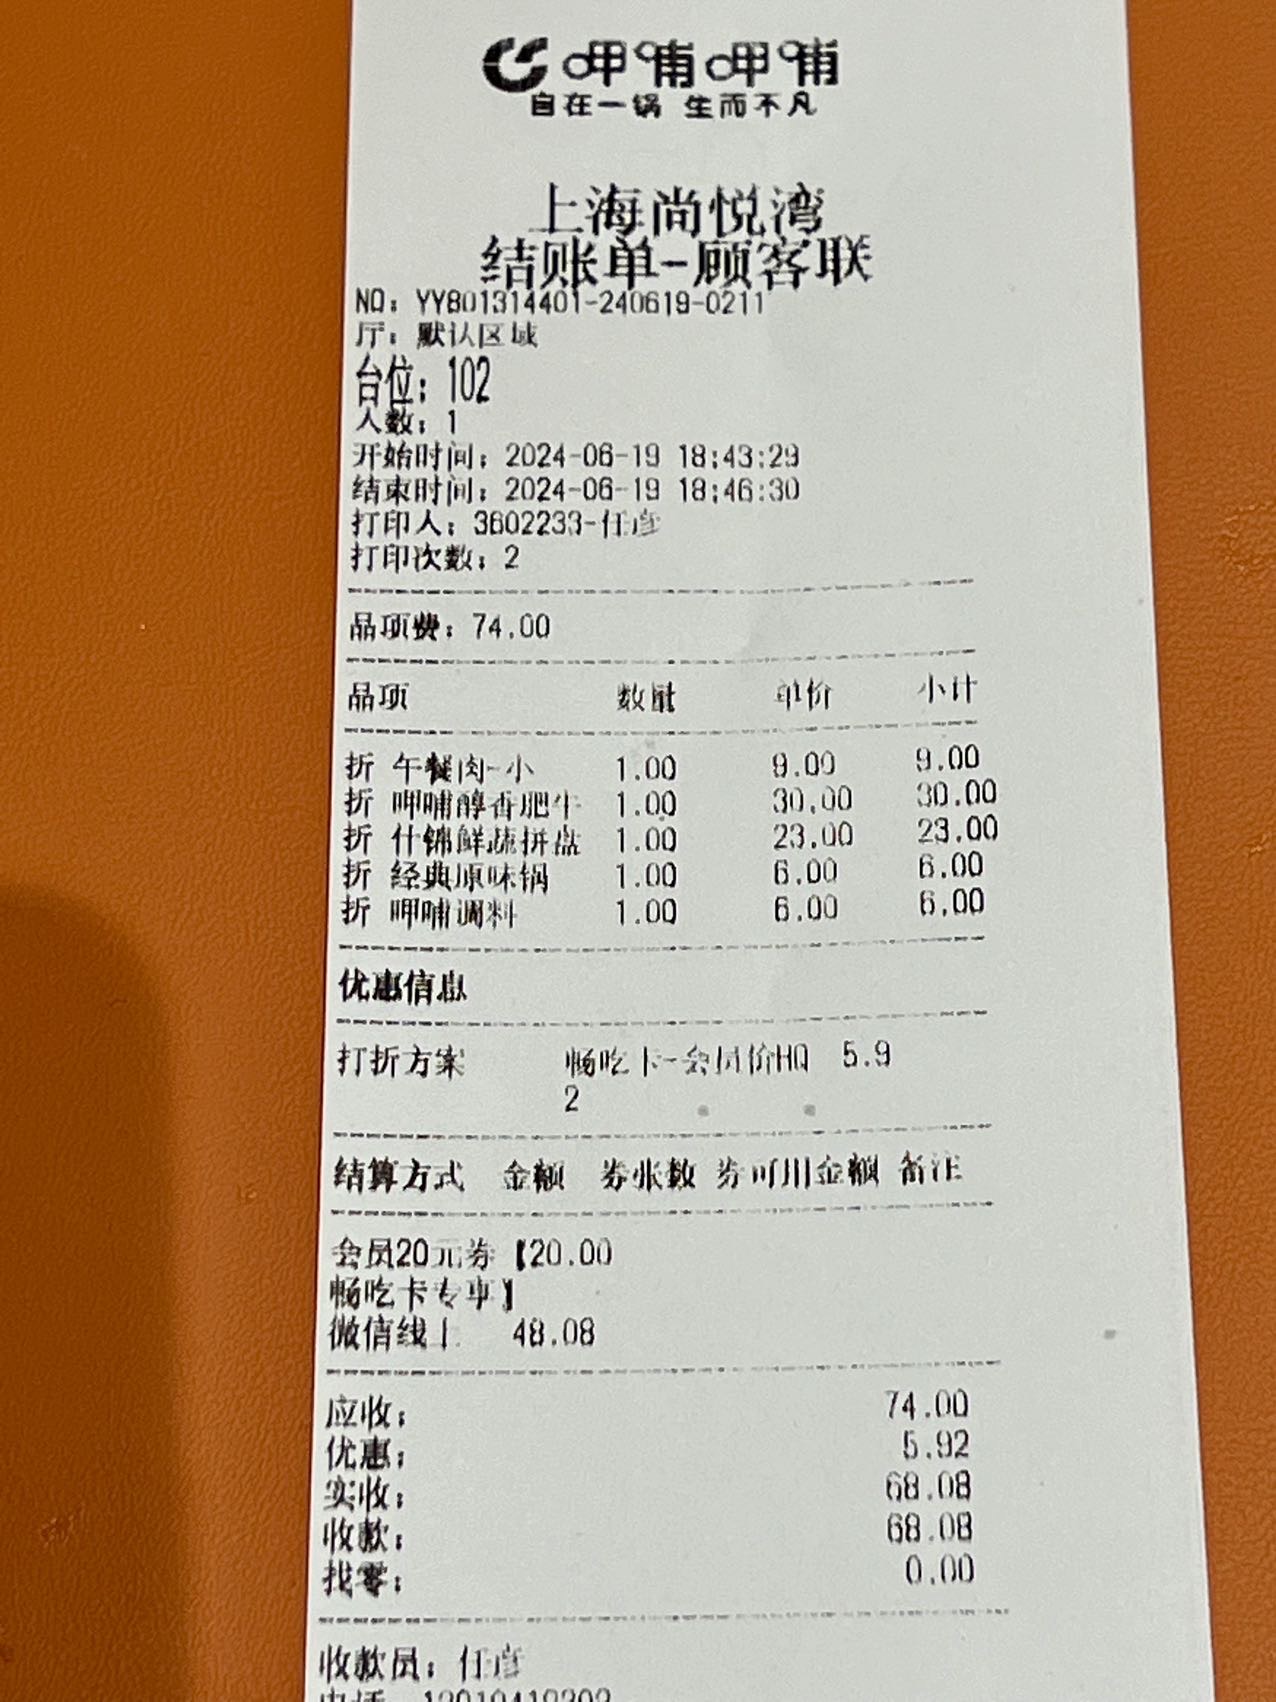 呷哺呷哺
自在一锅 生而不凡
上海尚悦湾
结账单-顾客联
NO：YYB01314401-240619-0211
厅：默认区域
台位：102
人数：1
开始时间：2024-06-19 18:43:29
结束时间：2024-06-19 18:46:30
打印人：3602233-任彦
打印次数：2
品项费：74.00
品项 数量 单价 小计
折 午餐肉-小 1.00 9.00 9.00
折 呷哺醇香肥牛 1.00 30.00 30.00
折 什锦鲜蔬拼盘 1.00 23.00 23.00
折 经典原味锅 1.00 6.00 6.00
折 呷哺调料 1.00 6.00 6.00
优惠信息
打折方案 畅吃卡-会员价HQ 5.9
2
结算方式 金额 券张数 券可用金额 备注
会员20元券【20.00
畅吃卡专享】
微信线上 48.08
应收： 74.00
优惠： 5.92
实收： 68.08
收款： 68.08
找零： 0.00
收款员：任彦